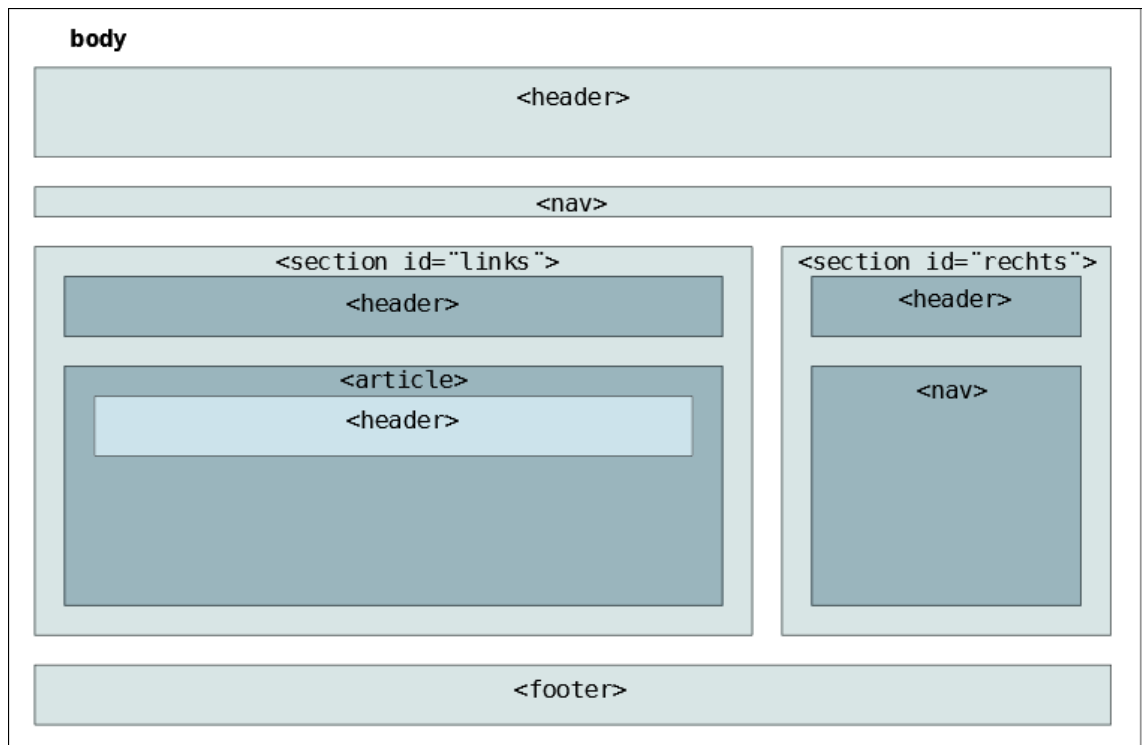 body
<header>
<nav>
<section id=¨links¨>
<header>
<article>
<header>
<section id=¨rechts¨>
<header>
<nav>
<footer>